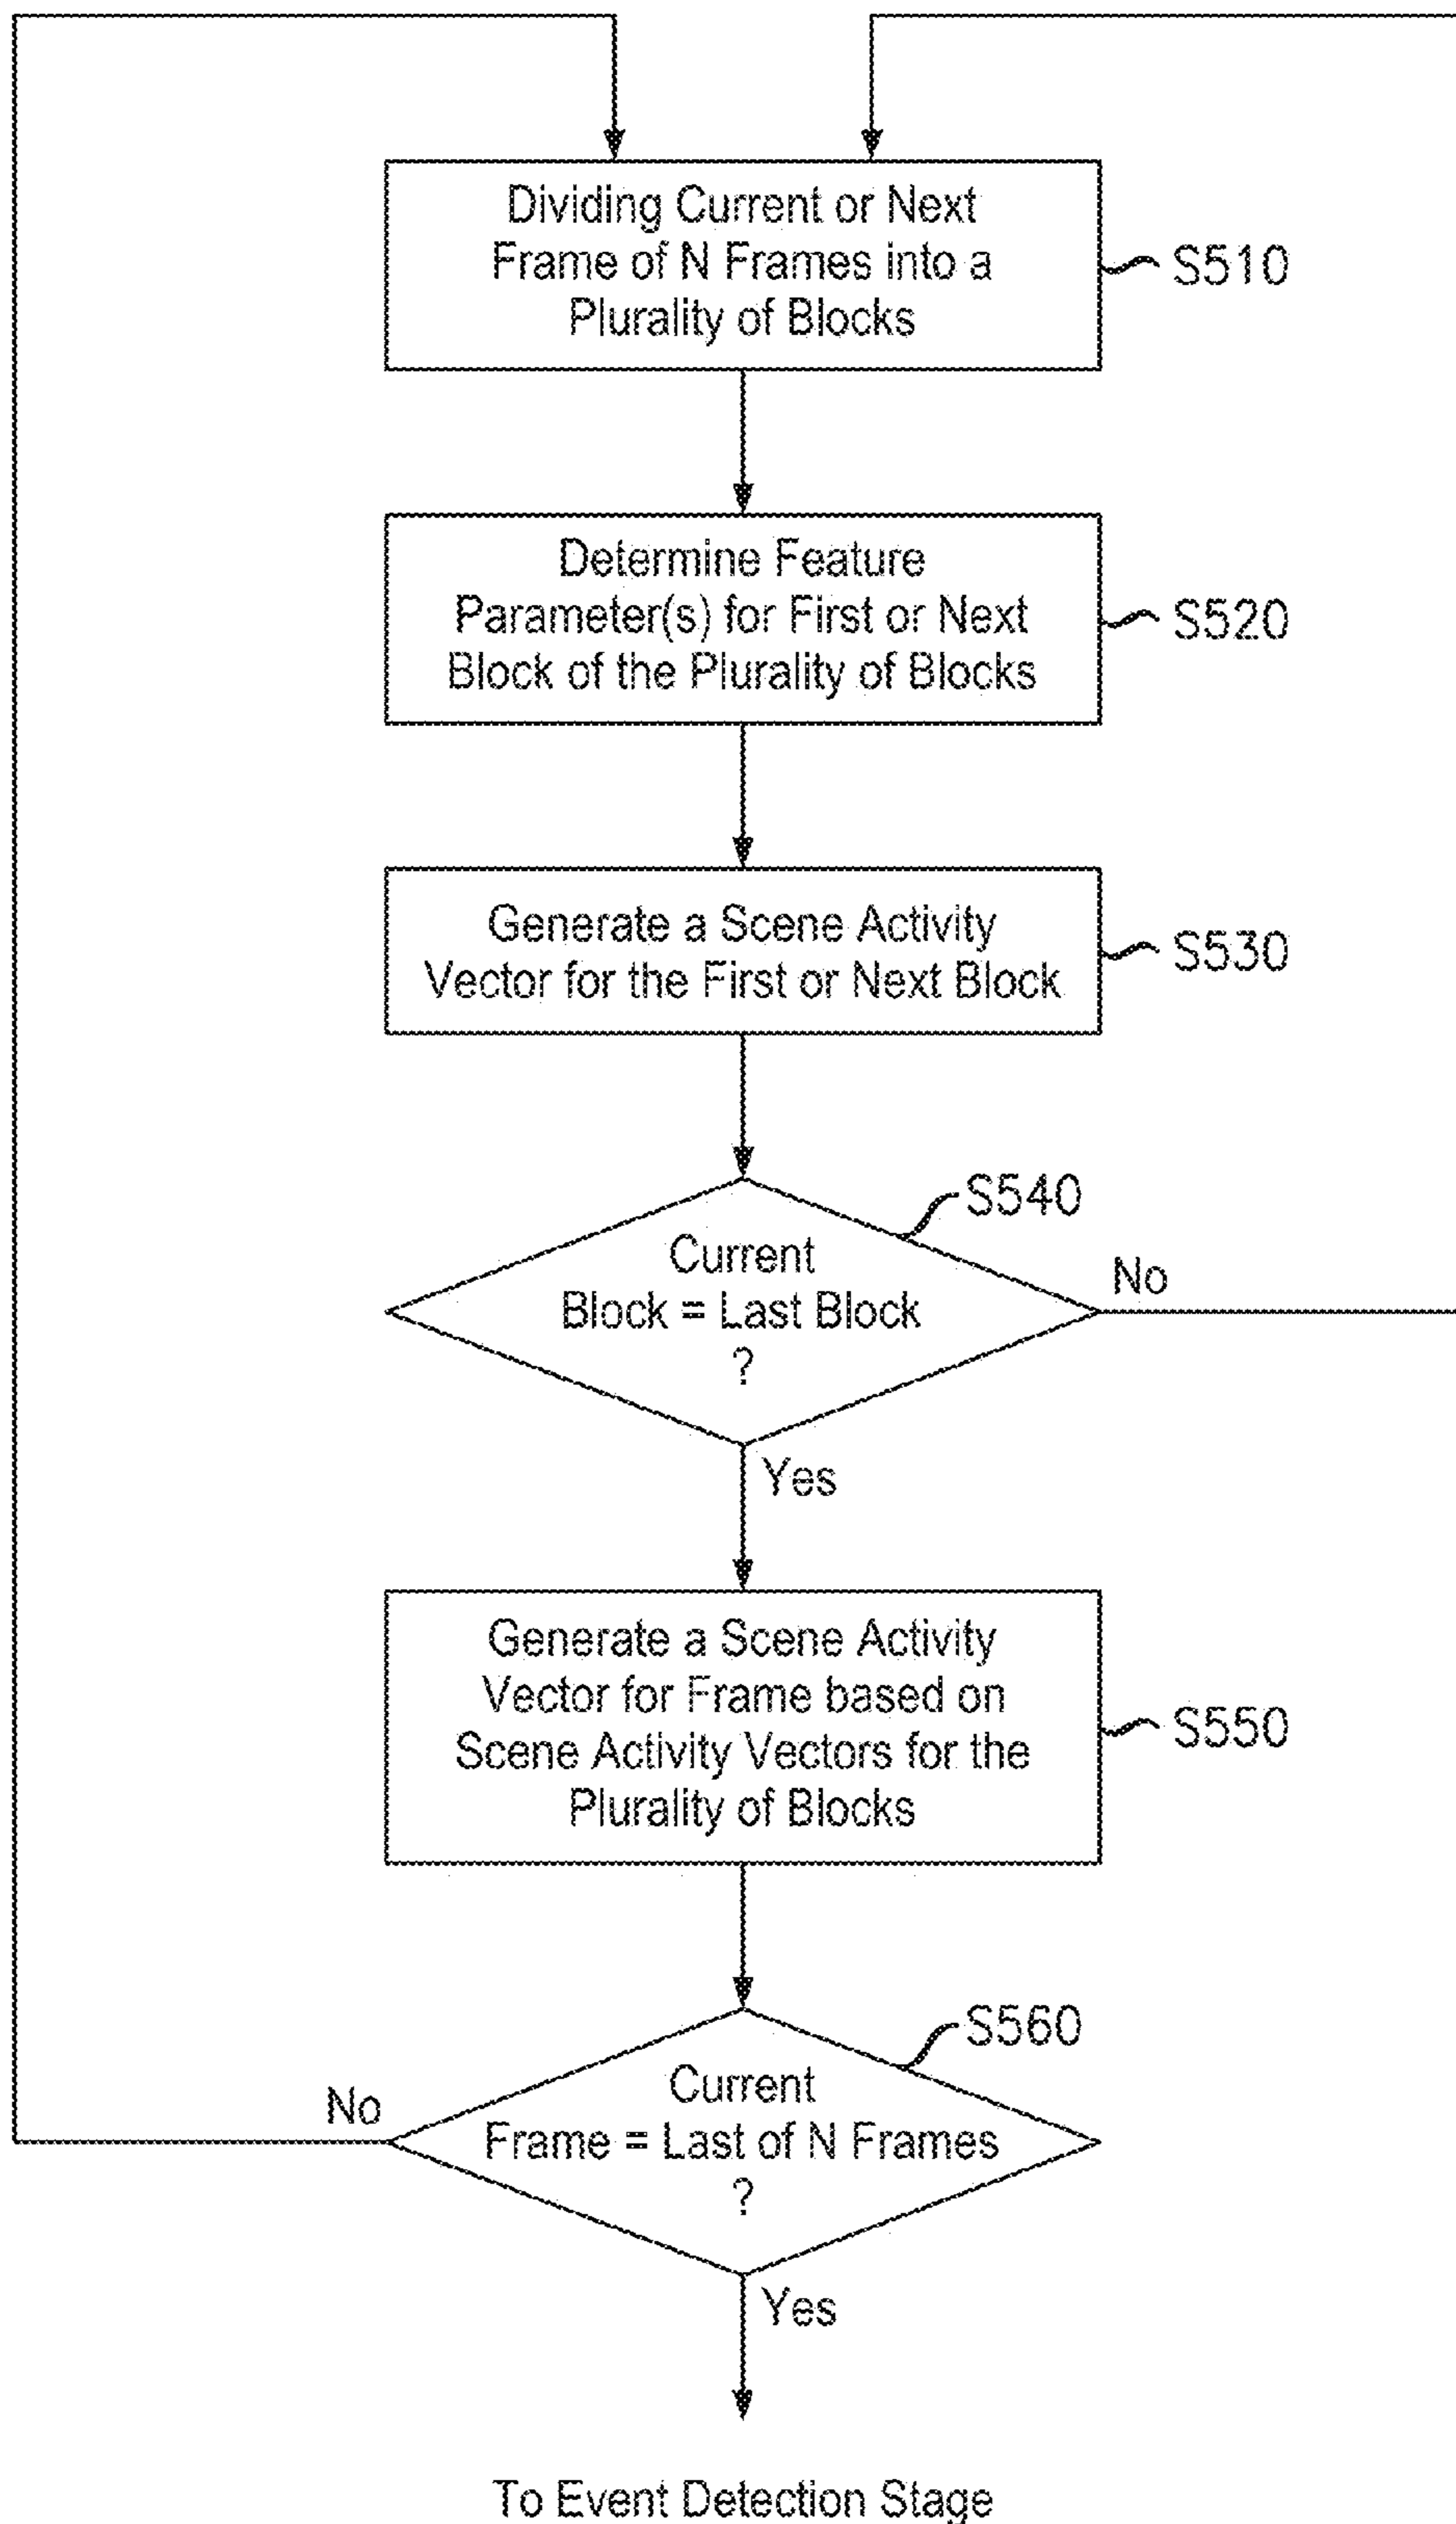 Dividing Current or Next
Frame of N Frames into a
Plurality of Blocks
S510
Determine Feature
Parameter(s) for First or Next
Block of the Plurality of Blocks
S520
Generate a Scene Activity
Vector for the First or Next Block
S530
S540
Current
Block = Last Block
?
No
Yes
Generate a Scene Activity
Vector for Frame based on
Scene Activity Vectors for the
Plurality of Blocks
S550
S560
Current
Frame = Last of N Frames
?
No
Yes
To Event Detection Stage